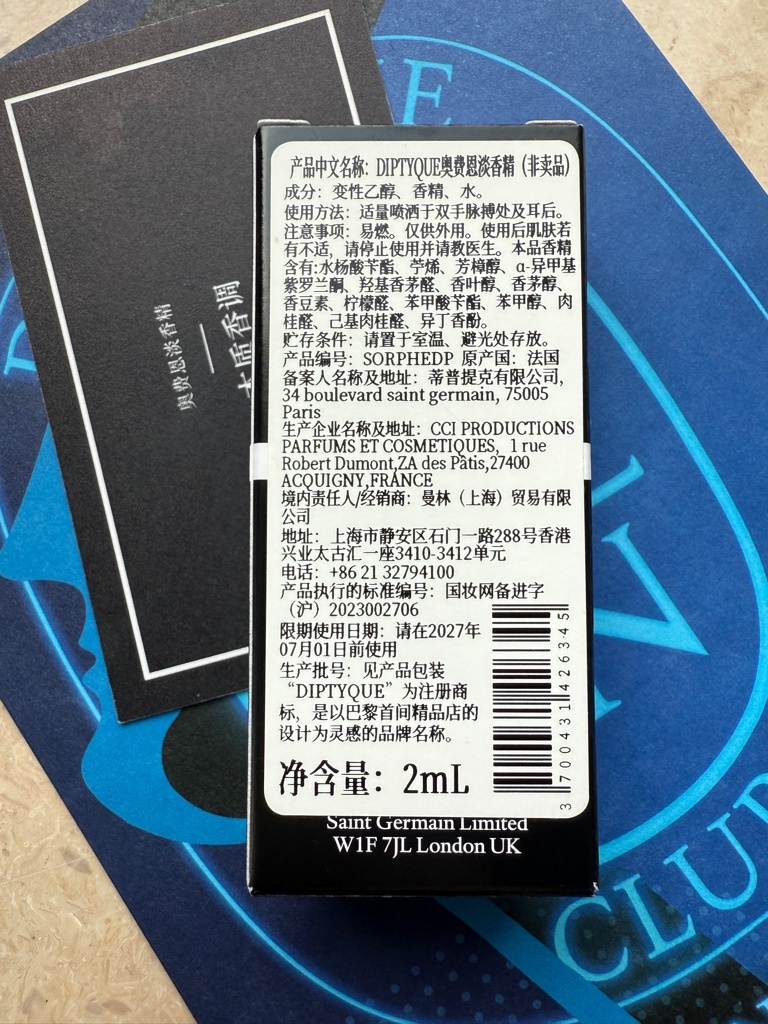 产品中文名称：DIPTYQUE奥费恩淡香精（非卖品）
成分：变性乙醇、香精、水。
使用方法：适量喷洒于双手脉搏处及耳后。
注意事项：易燃。仅供外用。使用后肌肤若
有不适，请停止使用并请教医生。本品香精
含有:水杨酸苄酯、苧烯、芳樟醇、α-异甲基
紫罗兰酮、羟基香茅醛、香叶醇、香茅醇、
香豆素、柠檬醛、苯甲酸苄酯、苯甲醇、肉
桂醛、己基肉桂醛、异丁香酚。
贮存条件：请置于室温、避光处存放。
产品编号：SORPHEDP 原产国：法国
备案人名称及地址：蒂普提克有限公司，
34 boulevard saint germain, 75005
Paris
生产企业名称及地址：CCI PRODUCTIONS
PARFUMS ET COSMETIQUES， 1 rue
Robert Dumont,ZA des Pâtis,27400
ACQUIGNY,FRANCE
境内责任人/经销商：曼林（上海）贸易有限
公司
地址：上海市静安区石门一路288号香港
兴业太古汇一座3410-3412单元
电话：+86 21 32794100
产品执行的标准编号：国妆网备进字
（沪）2023002706
限期使用日期：请在2027年
07月01日前使用
生产批号：见产品包装
“DIPTYQUE”为注册商
标，是以巴黎首间精品店的
设计为灵感的品牌名称。
净含量：2mL
3 700431 426345
Saint Germain Limited
W1F 7JL London UK
奥费恩淡香精
木质香调
CLUB